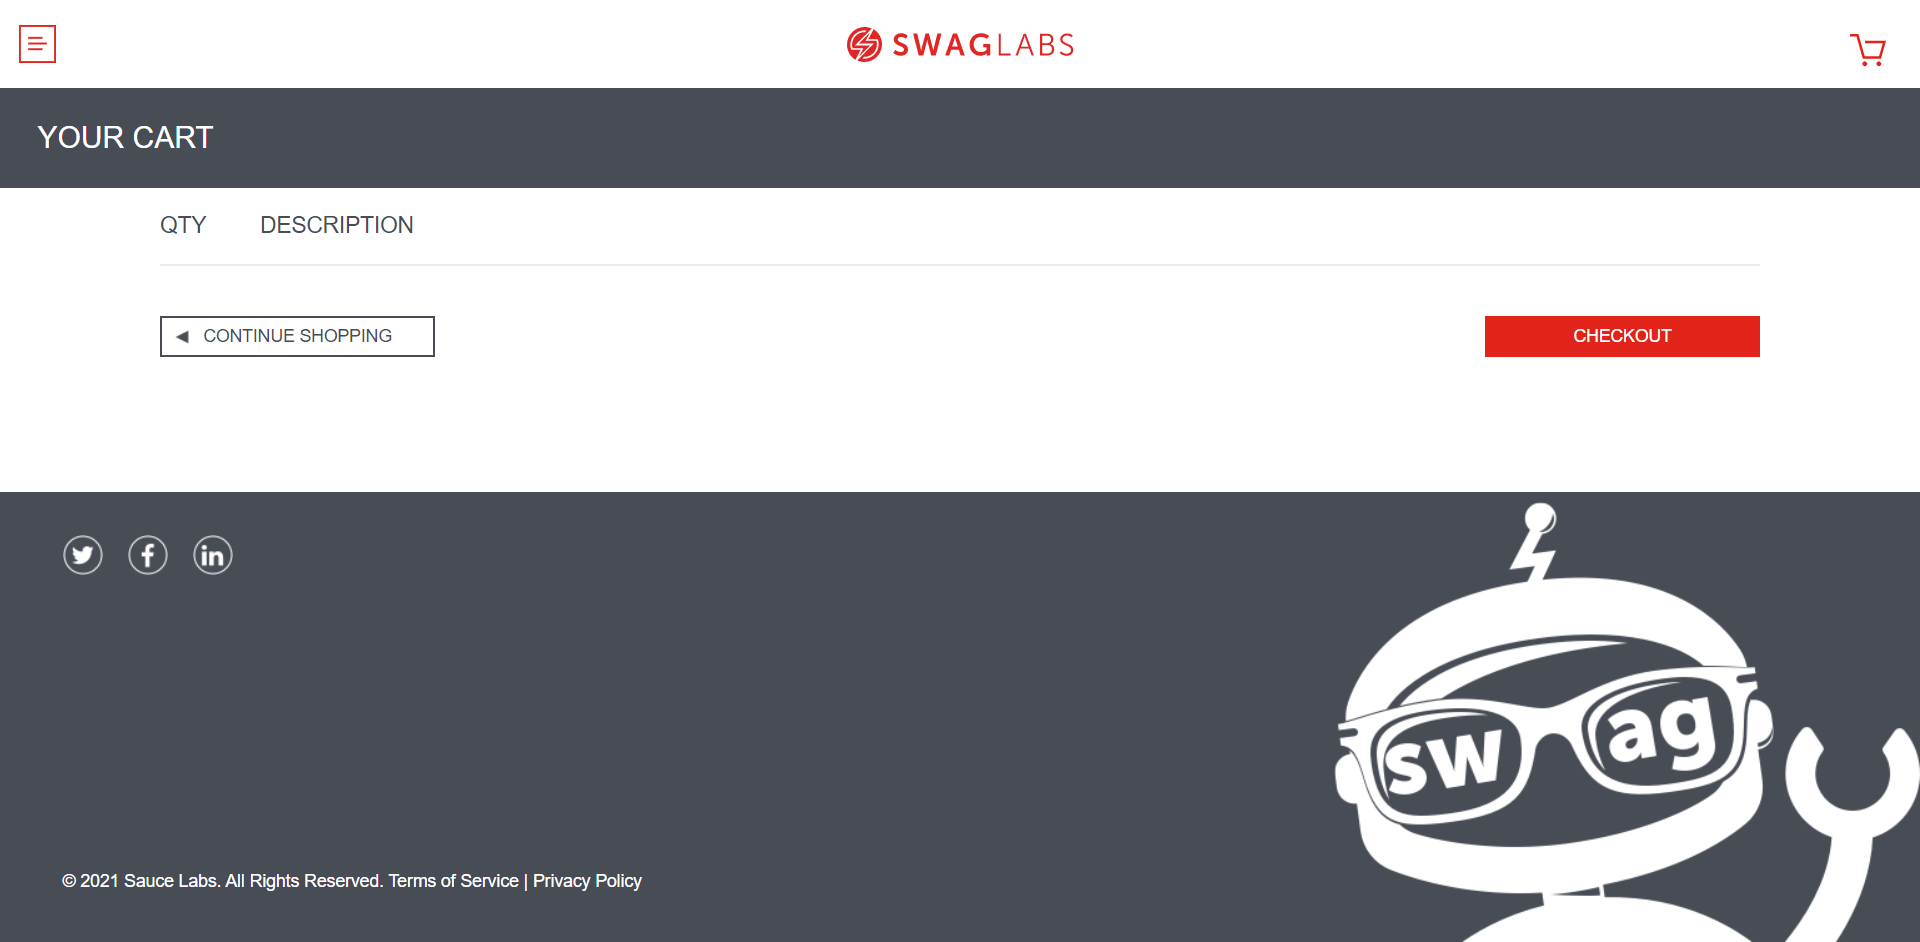 SWAGLABS
YOUR CART
QTY DESCRIPTION
CONTINUE SHOPPING
CHECKOUT
sw ag
© 2021 Sauce Labs. All Rights Reserved. Terms of Service | Privacy Policy